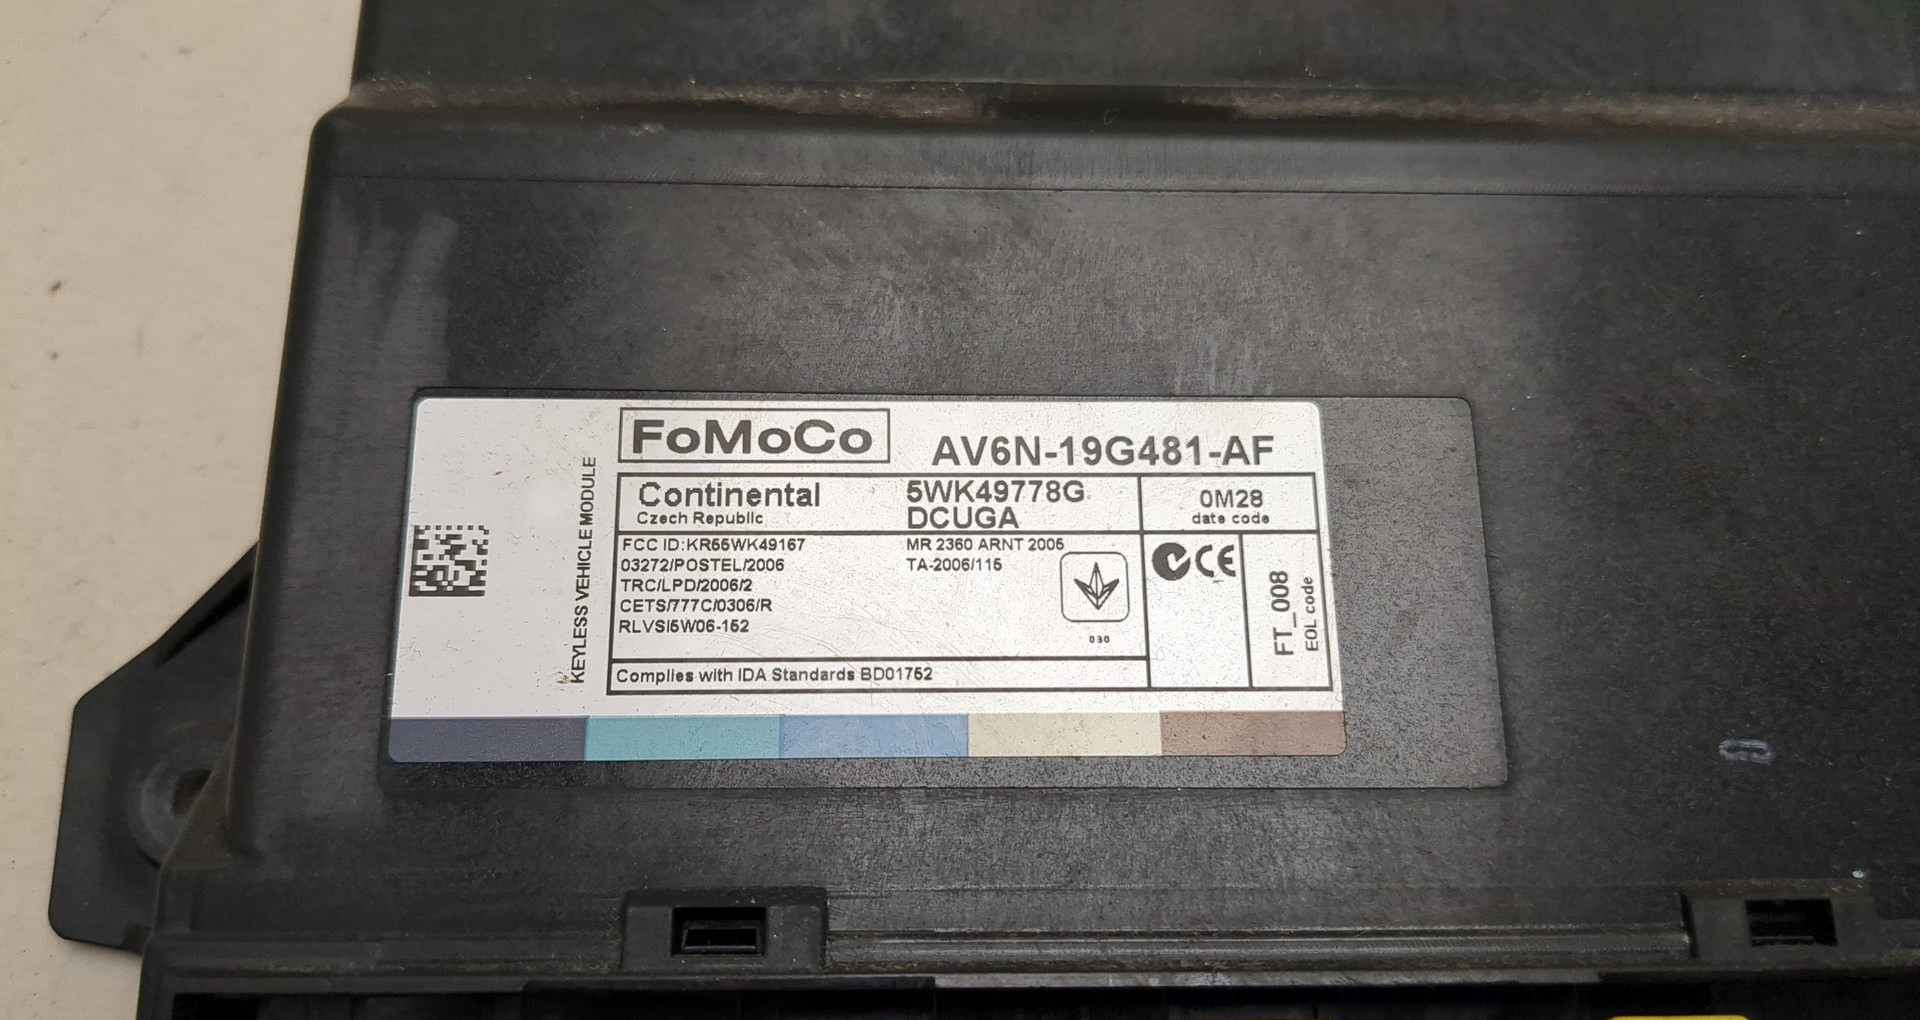 FoMoCo
AV6N-19G481-AF
KEYLESS VEHICLE MODULE
Continental
Czech Republic
5WK49778G
DCUGA
0M28
date code
FCC ID:KR55WK49167
03272/POSTEL/2006
TRC/LPD/2006/2
CETS/777C/0306/R
RLVSI5W06-152
MR 2360 ARNT 2005
TA-2006/115
030
CE
FT_008
EOL code
Complies with IDA Standards BD01752